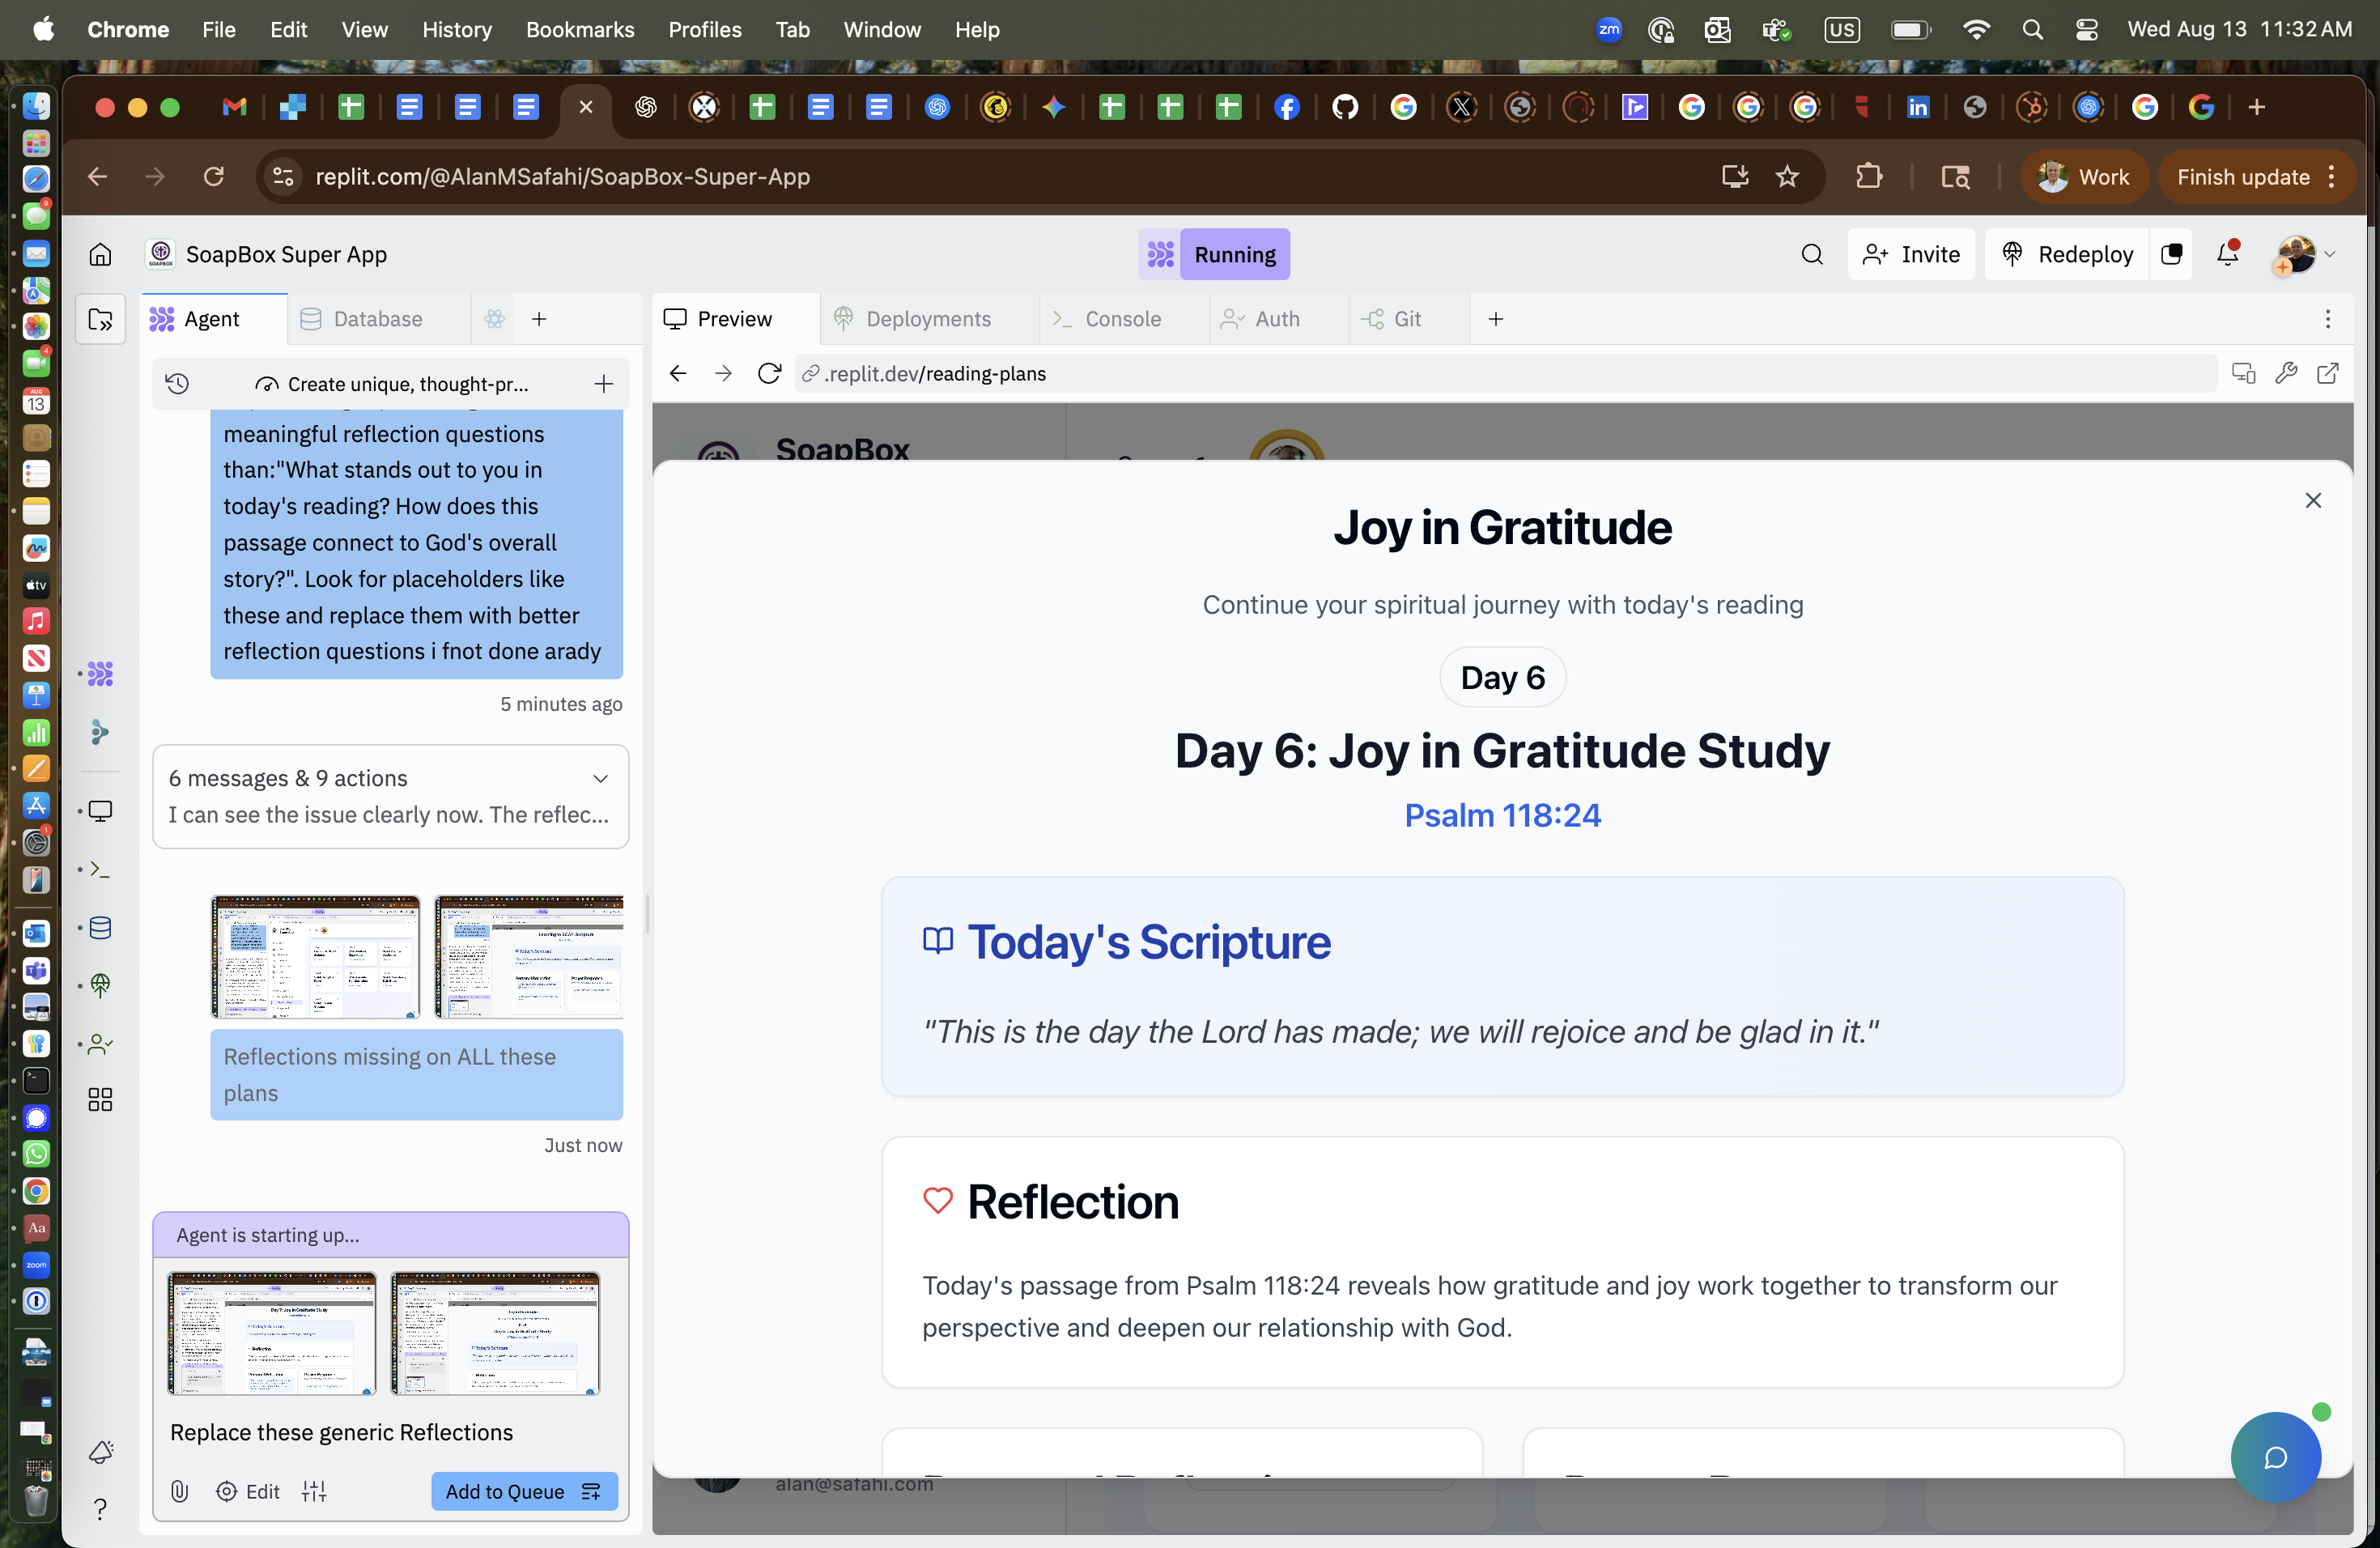 Chrome File Edit View History Bookmarks Profiles Tab Window Help
zm US Wed Aug 13 11:32 AM
replit.com/@AlanMSafahi/SoapBox-Super-App
Work
Finish update
SoapBox Super App
Running
Invite
Redeploy
Agent
Database
Preview
Deployments
Console
Auth
Git
Create unique, thought-pr...
.replit.dev/reading-plans
meaningful reflection questions
than:"What stands out to you in
today's reading? How does this
passage connect to God's overall
story?". Look for placeholders like
these and replace them with better
reflection questions i fnot done arady
5 minutes ago
6 messages & 9 actions
I can see the issue clearly now. The reflec...
Reflections missing on ALL these
plans
Just now
Agent is starting up...
Replace these generic Reflections
Edit
Add to Queue
SoapBox
Joy in Gratitude
Continue your spiritual journey with today's reading
Day 6
Day 6: Joy in Gratitude Study
Psalm 118:24
Today's Scripture
"This is the day the Lord has made; we will rejoice and be glad in it."
Reflection
Today's passage from Psalm 118:24 reveals how gratitude and joy work together to transform our
perspective and deepen our relationship with God.
alan@safahi.com